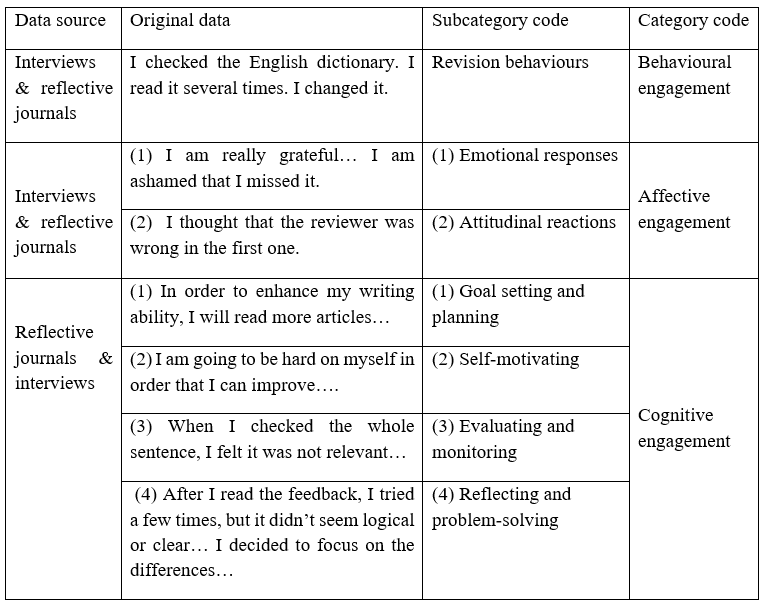 Data source
Original data
Subcategory code
Category code
Interviews
& reflective
journals
I checked the English dictionary. I
read it several times. I changed it.
Revision behaviours
Behavioural
engagement
Interviews
& reflective
journals
(1) I am really grateful… I am
ashamed that I missed it.
(1) Emotional responses
(2) I thought that the reviewer was
wrong in the first one.
(2) Attitudinal reactions
Affective
engagement
Reflective
journals &
interviews
(1) In order to enhance my writing
ability, I will read more articles…
(1) Goal setting and
planning
(2) I am going to be hard on myself in
order that I can improve….
(2) Self-motivating
(3) When I checked the whole
sentence, I felt it was not relevant…
(3) Evaluating and
monitoring
(4) After I read the feedback, I tried
a few times, but it didn’t seem logical
or clear… I decided to focus on the
differences…
(4) Reflecting and
problem-solving
Cognitive
engagement